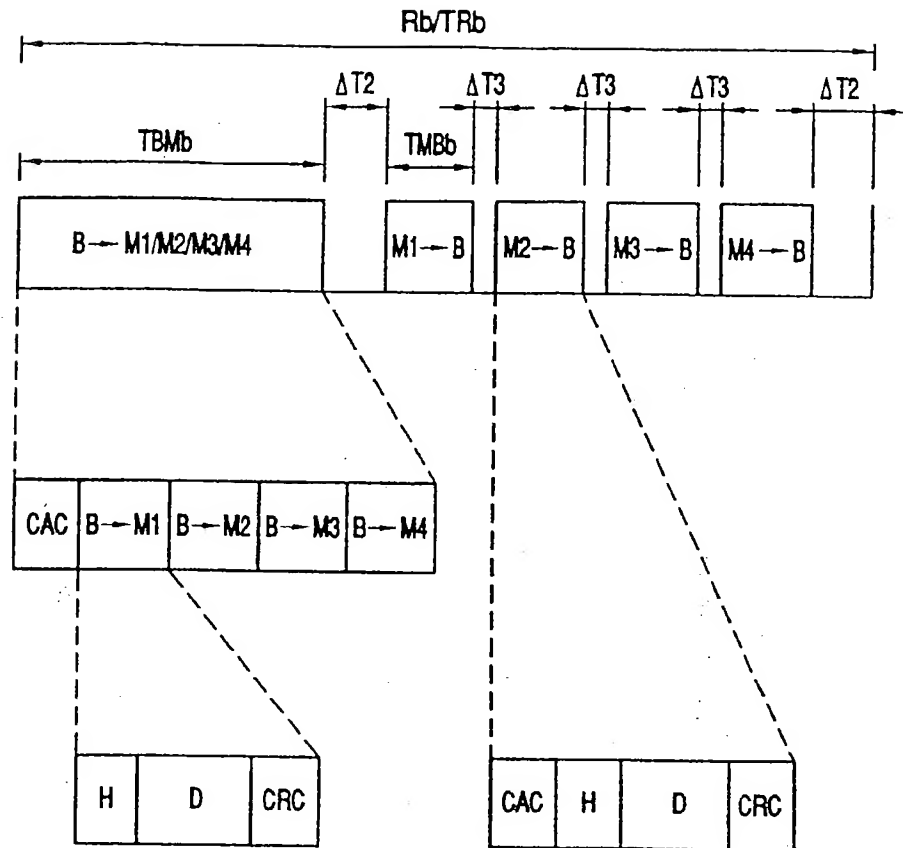 Rb/TRb
ΔT2 ΔT3 ΔT3 ΔT3 ΔT2
TBMb TMBb
B→M1/M2/M3/M4 M1→B M2→B M3→B M4→B
CAC B→M1 B→M2 B→M3 B→M4
H D CRC CAC H D CRC